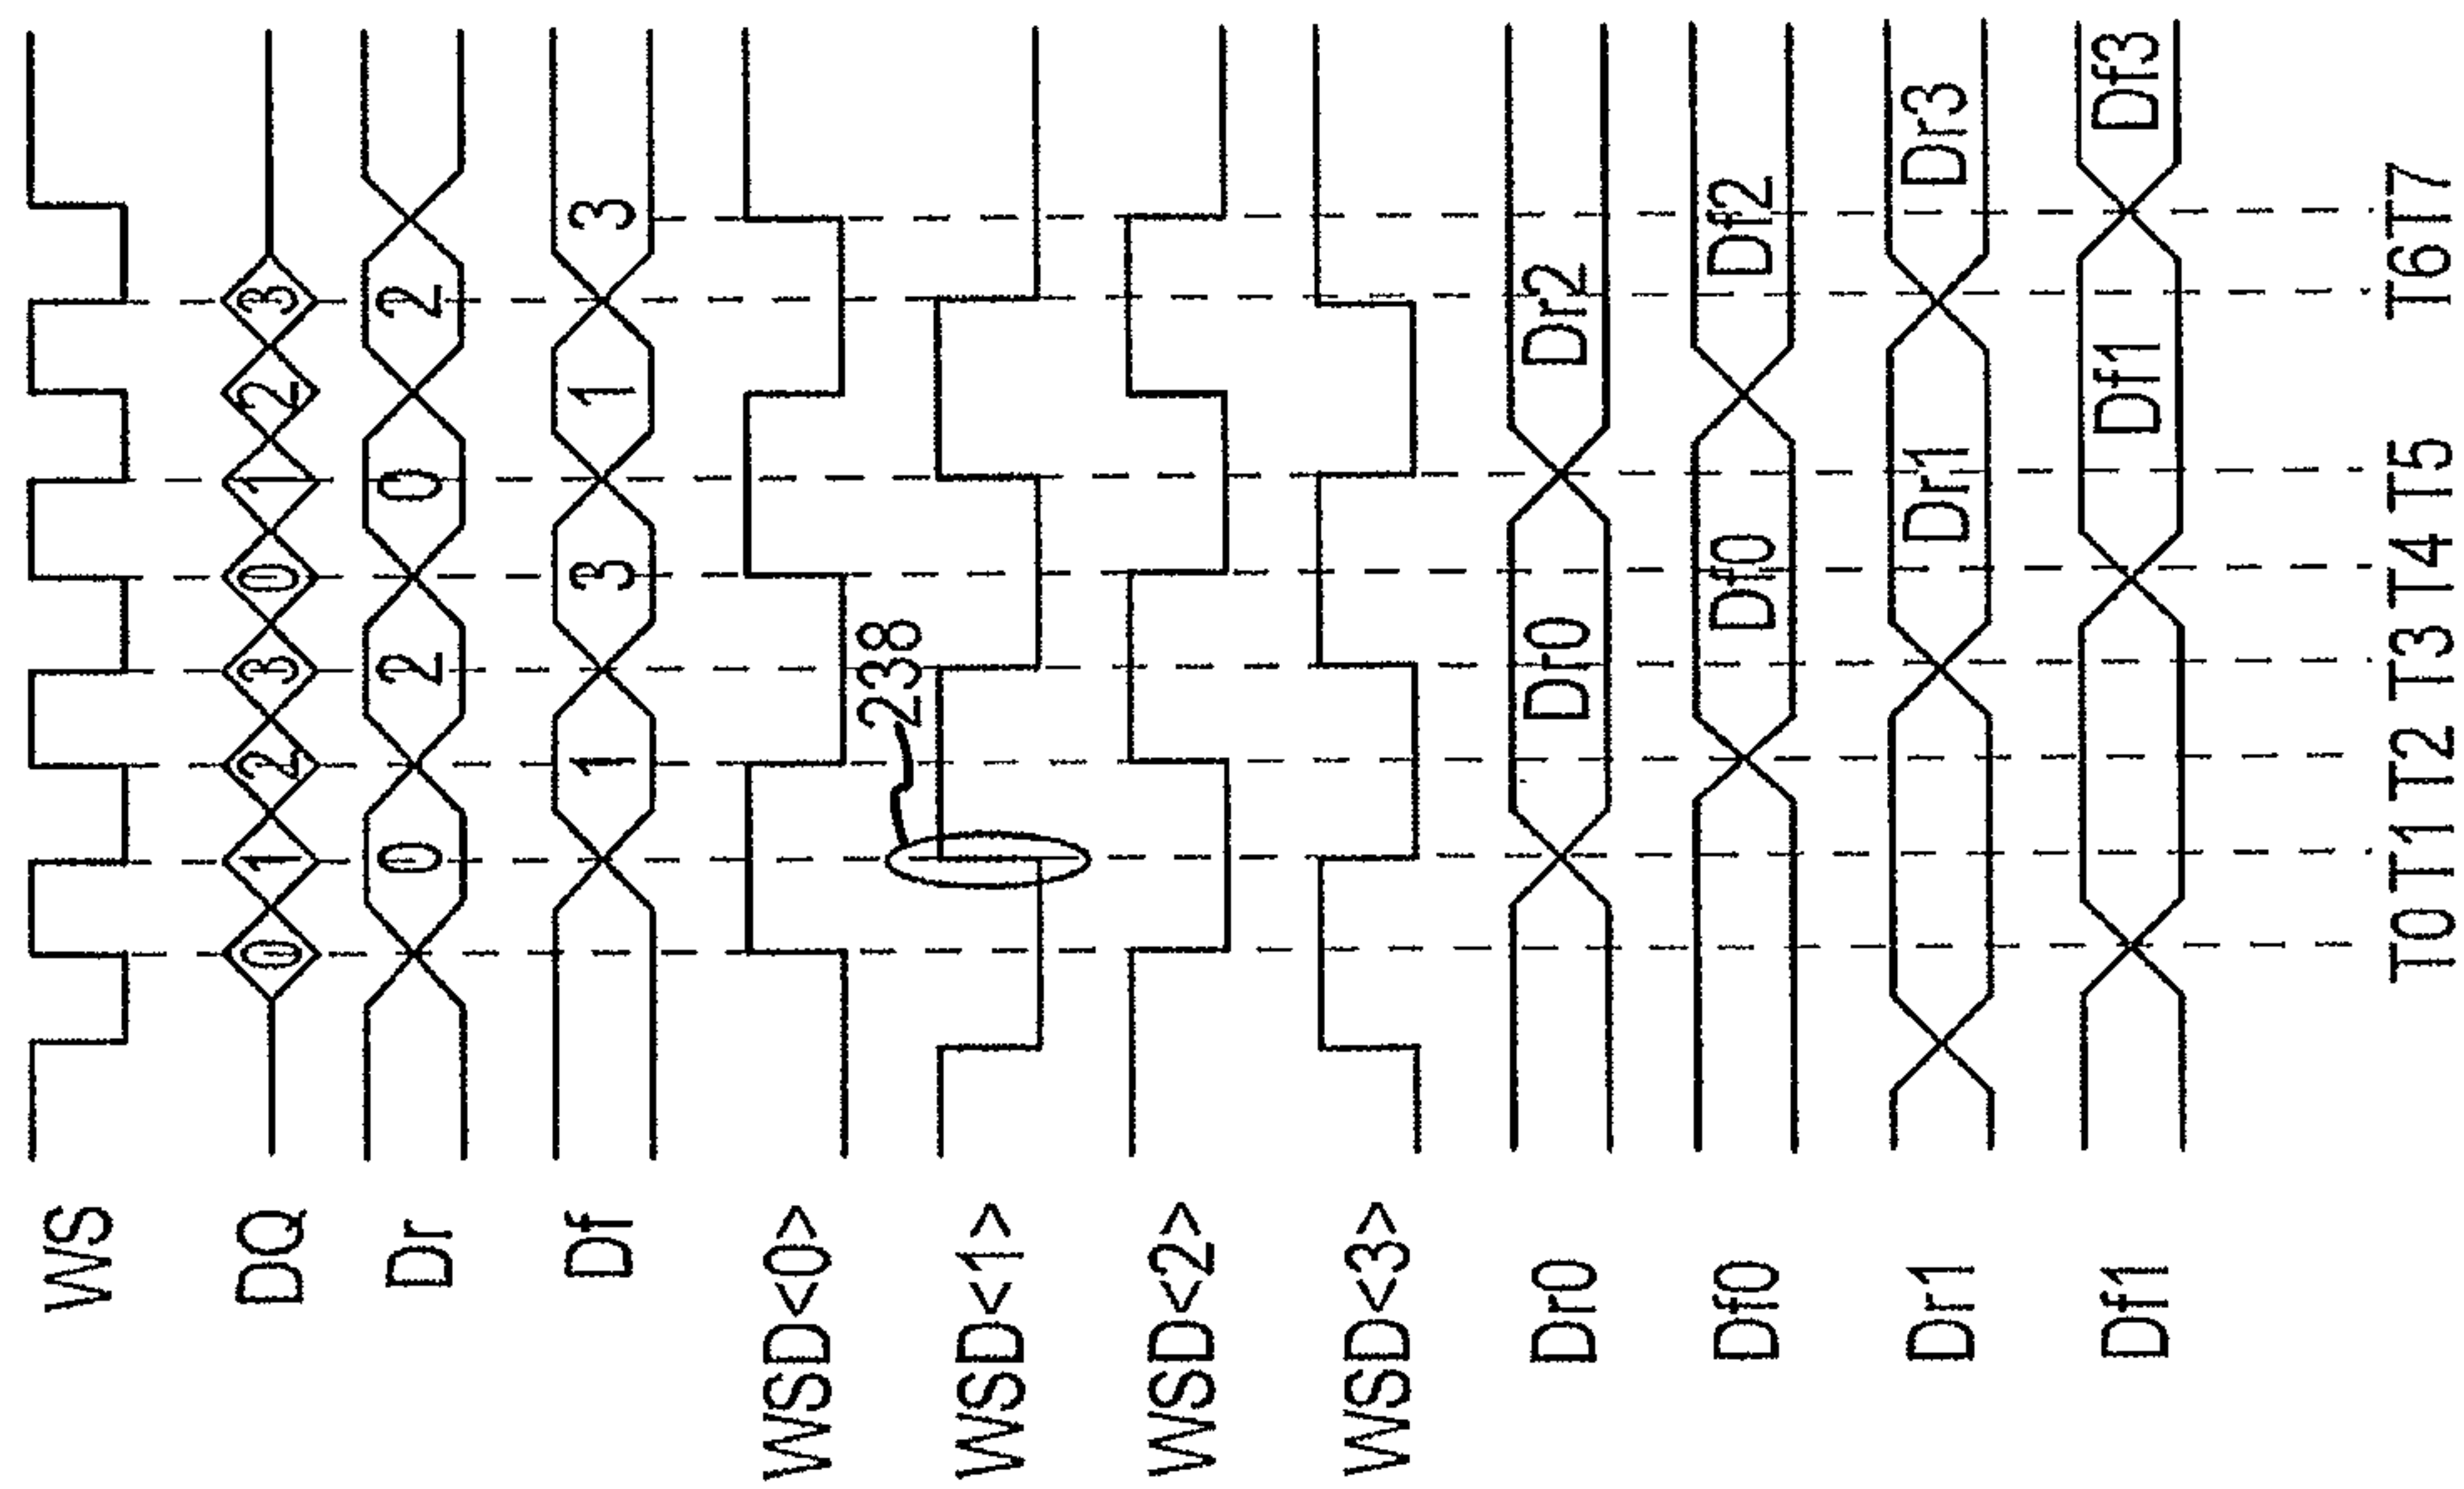 WS
DQ 0 1 2 3 0 1 2 3
Dr 0 2 0 2
Df 1 3 1 3
WSD<0>
238
WSD<1>
WSD<2>
WSD<3>
Dr0 Dr0 Dr2
Df0 Df0 Df2
Dr1 Dr1 Dr3
Df1 Df1 Df3
T0 T1 T2 T3 T4 T5 T6 T7